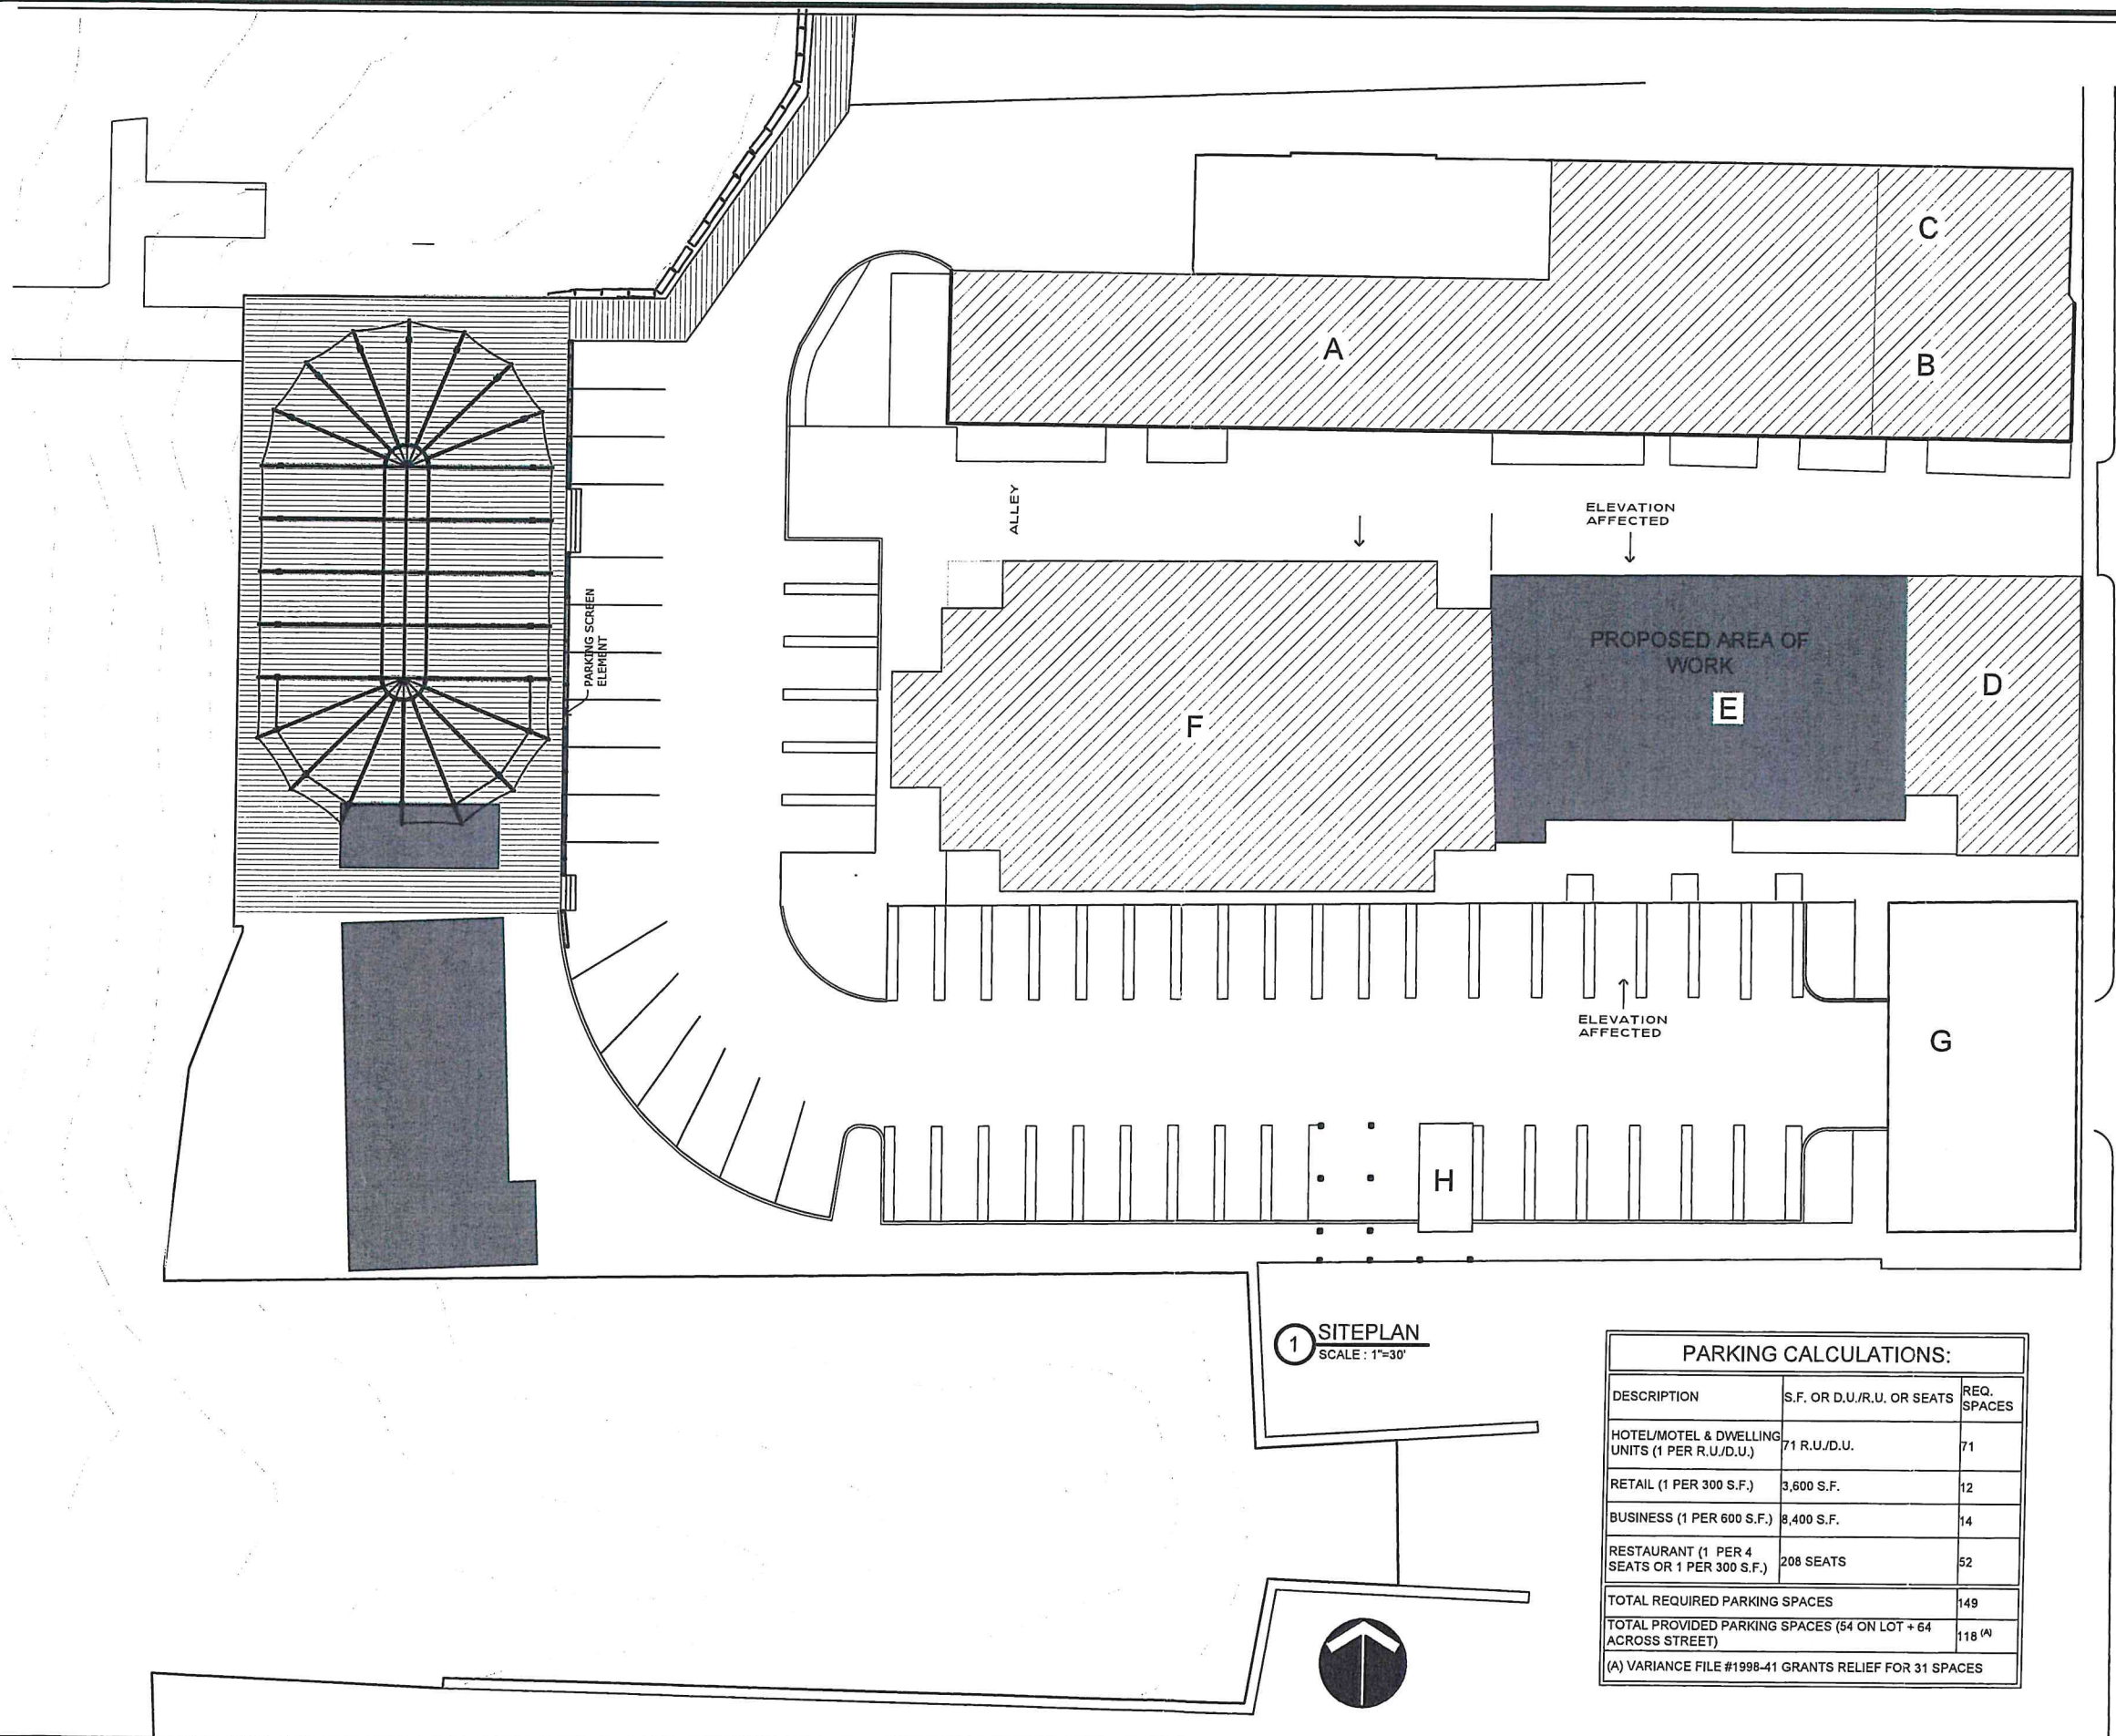 C
A
B
ALLEY
ELEVATION
AFFECTED
PARKING SCREEN
ELEMENT
PROPOSED AREA OF
WORK
E
D
F
ELEVATION
AFFECTED
G
H
1 SITEPLAN
SCALE : 1"=30'
PARKING CALCULATIONS:
DESCRIPTION S.F. OR D.U./R.U. OR SEATS REQ.
SPACES
HOTEL/MOTEL & DWELLING
UNITS (1 PER R.U./D.U.) 71 R.U./D.U. 71
RETAIL (1 PER 300 S.F.) 3,600 S.F. 12
BUSINESS (1 PER 600 S.F.) 8,400 S.F. 14
RESTAURANT (1 PER 4
SEATS OR 1 PER 300 S.F.) 208 SEATS 52
TOTAL REQUIRED PARKING SPACES 149
TOTAL PROVIDED PARKING SPACES (54 ON LOT + 64
ACROSS STREET) 118 (A)
(A) VARIANCE FILE #1998-41 GRANTS RELIEF FOR 31 SPACES